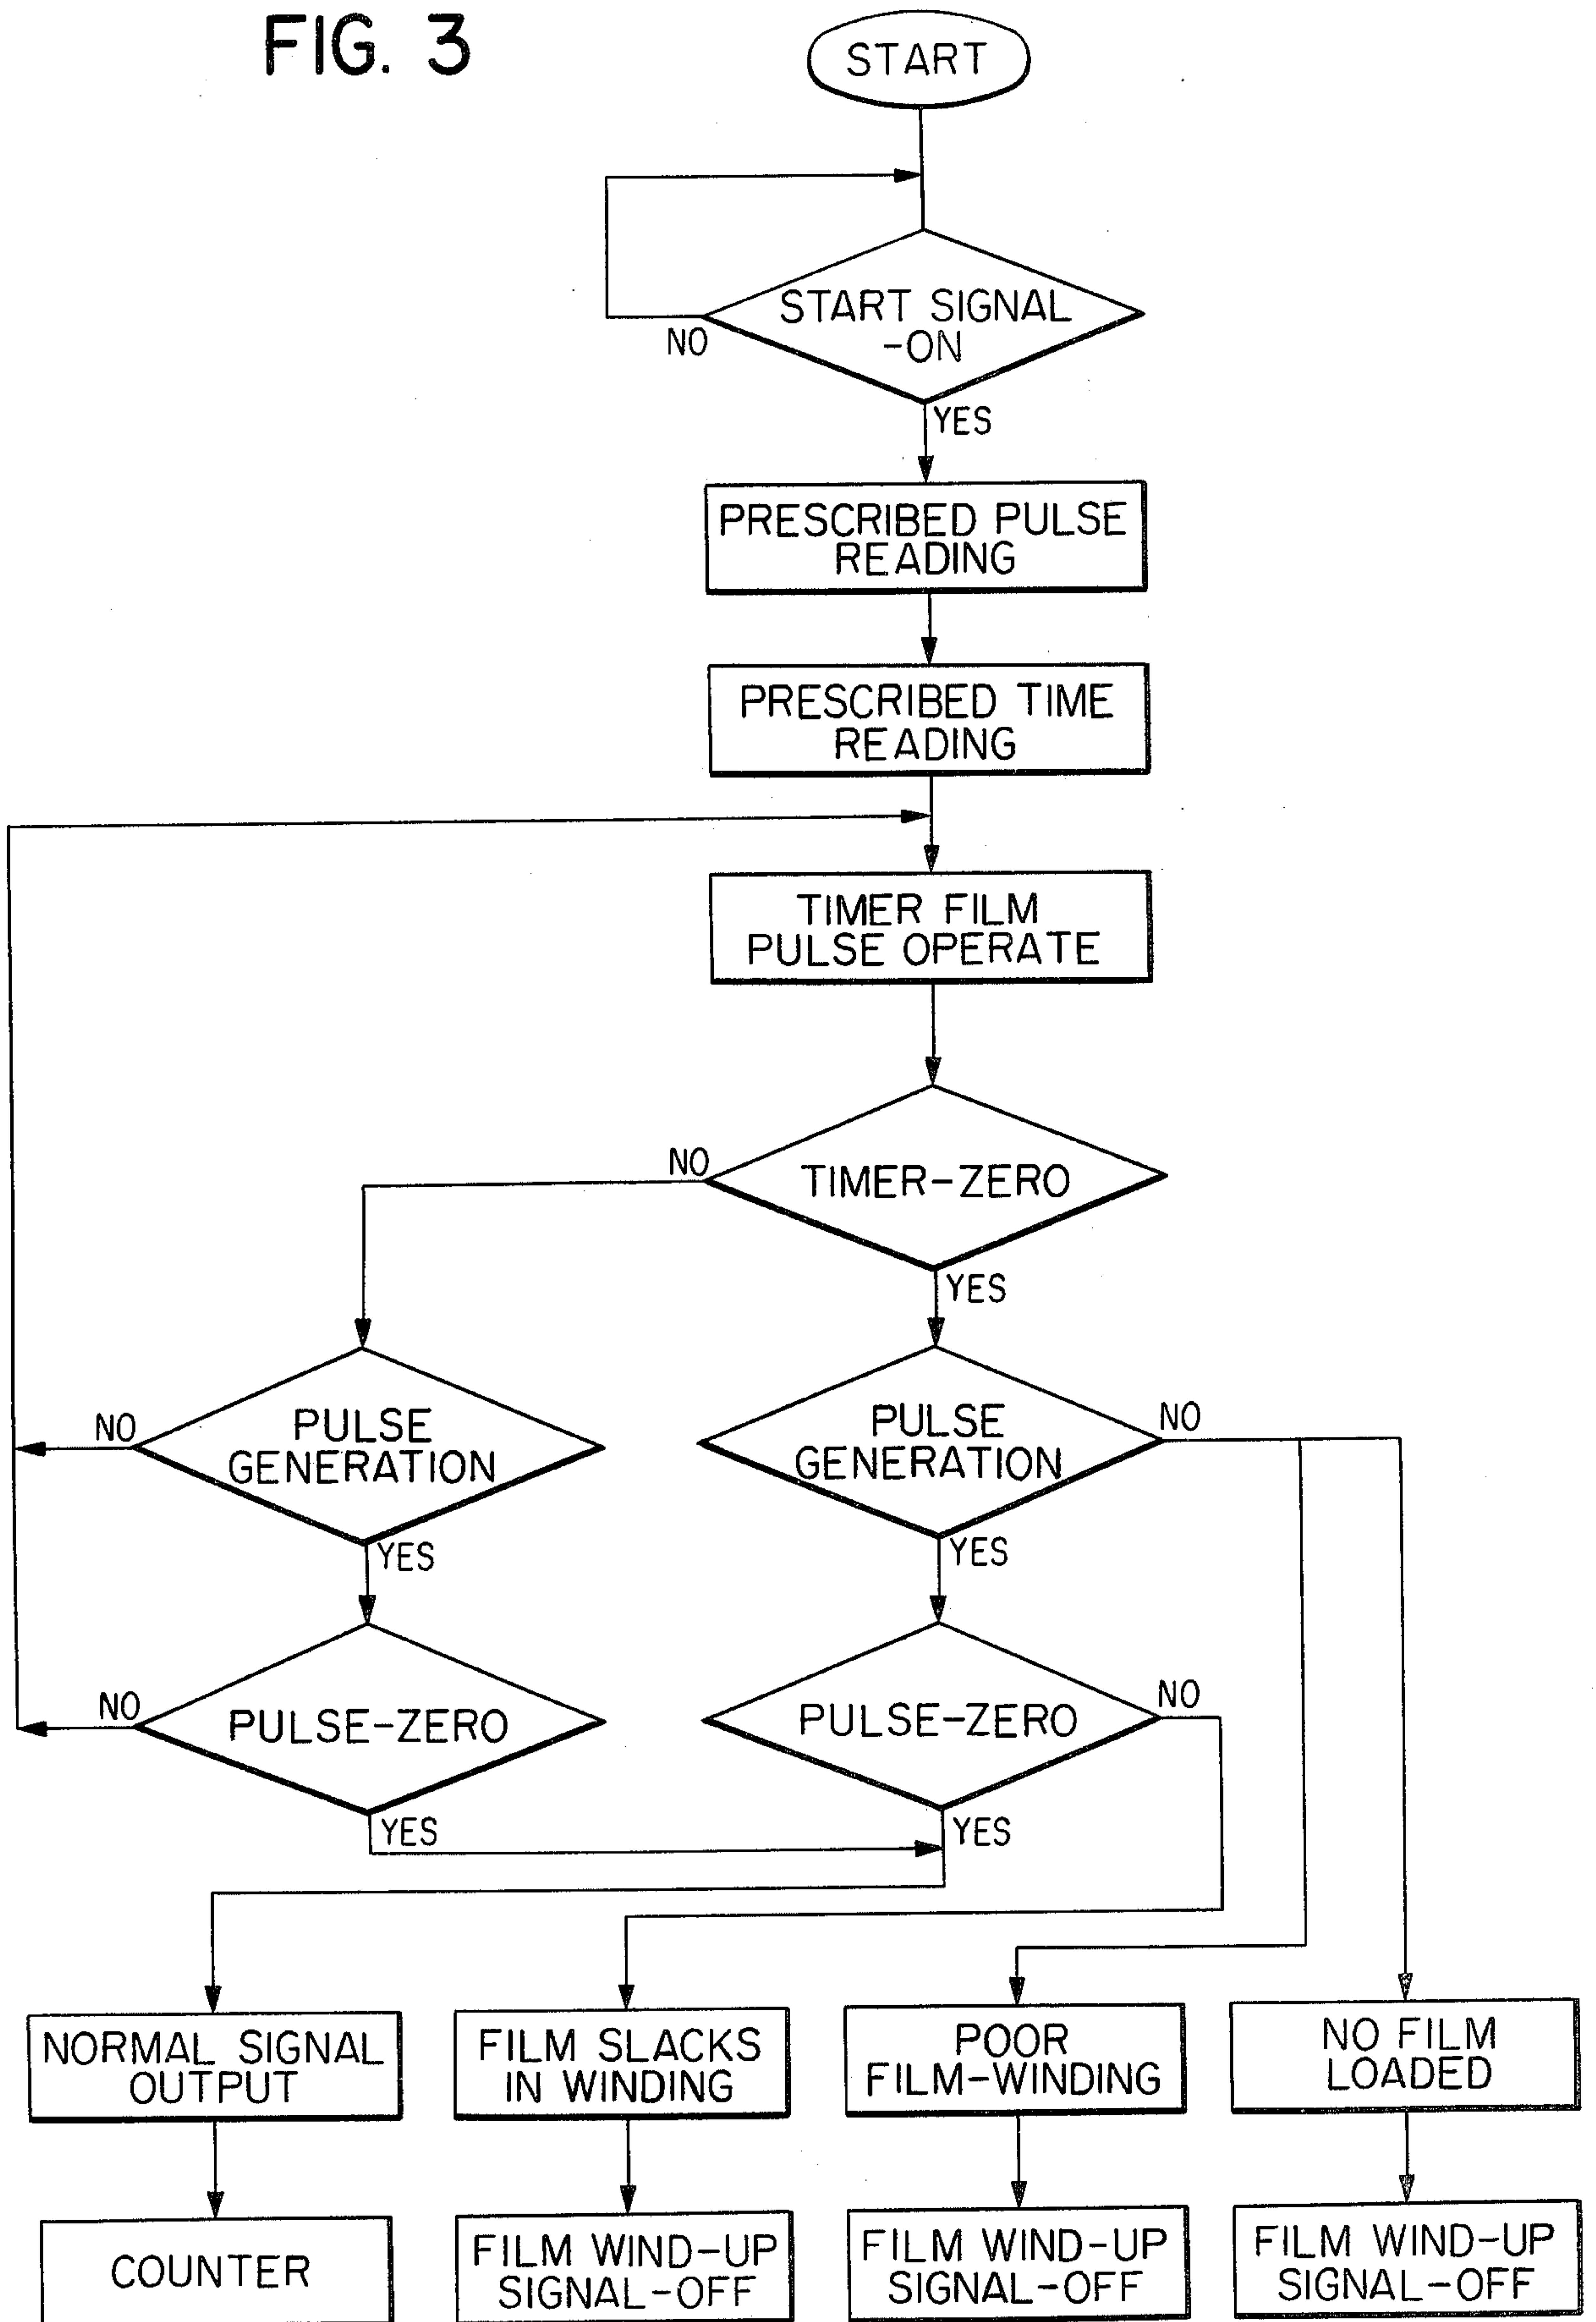 FIG. 3
START
START SIGNAL
-ON
NO
YES
PRESCRIBED PULSE
READING
PRESCRIBED TIME
READING
TIMER FILM
PULSE OPERATE
NO
TIMER-ZERO
YES
NO
PULSE
GENERATION
YES
PULSE
GENERATION
NO
YES
NO
PULSE-ZERO
YES
PULSE-ZERO
NO
YES
NORMAL SIGNAL
OUTPUT
FILM SLACKS
IN WINDING
POOR
FILM-WINDING
NO FILM
LOADED
COUNTER
FILM WIND-UP
SIGNAL-OFF
FILM WIND-UP
SIGNAL-OFF
FILM WIND-UP
SIGNAL-OFF